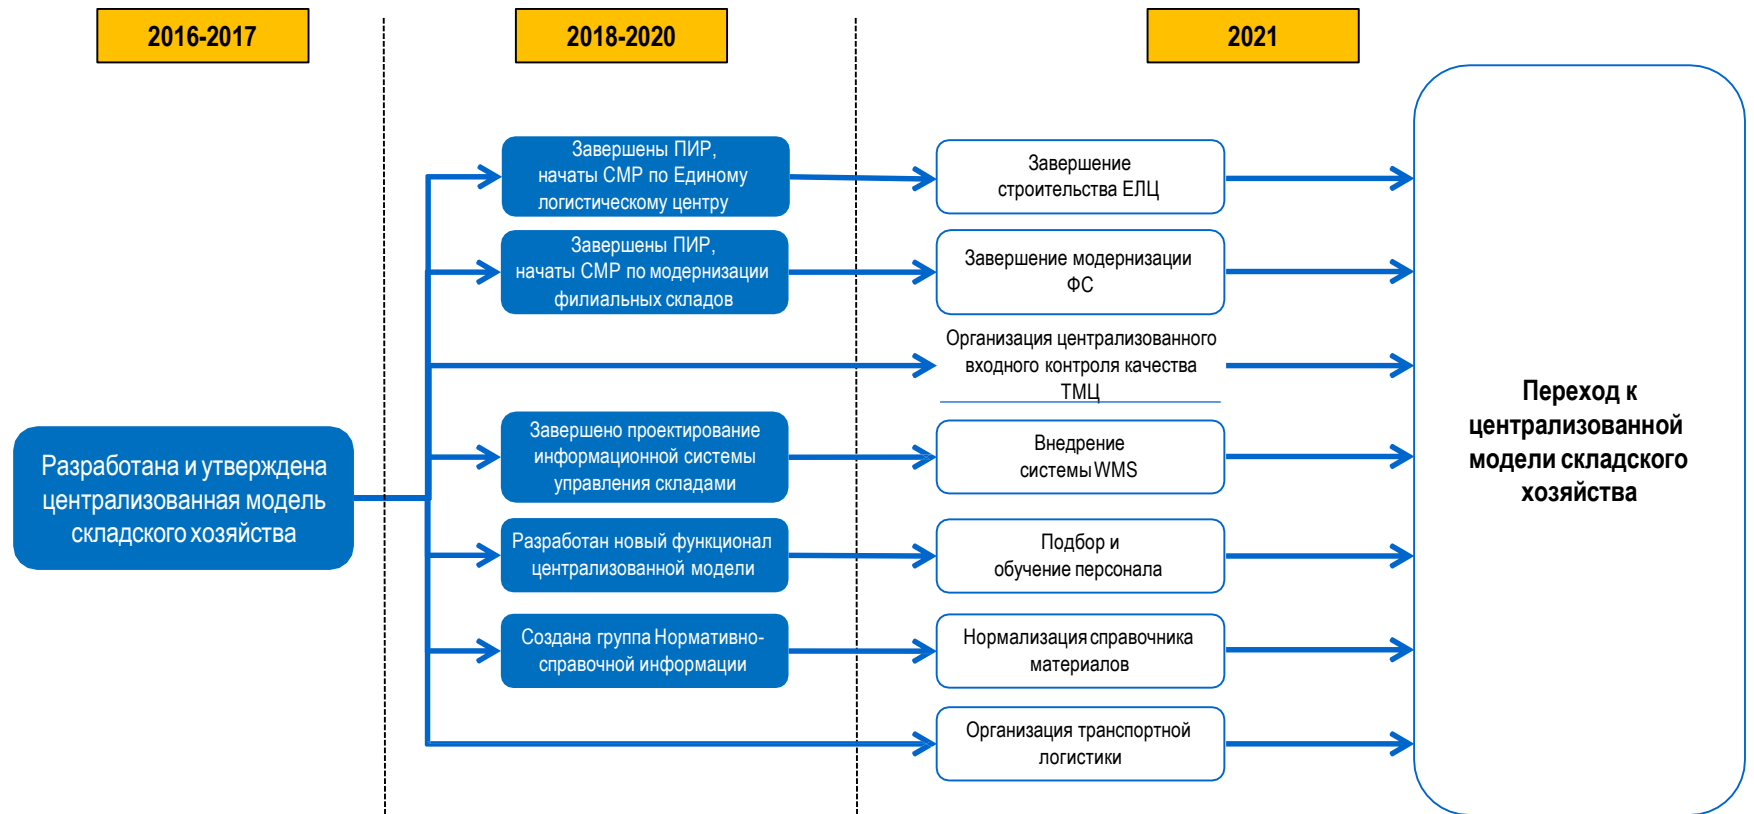 2016-2017
2018-2020
2021
Разработана и утверждена
централизованная модель
складского хозяйства
Завершены ПИР,
начаты СМР по Единому
логистическому центру
Завершены ПИР,
начаты СМР по модернизации
филиальных складов
Завершено проектирование
информационной системы
управления складами
Разработан новый функционал
централизованной модели
Создана группа Нормативно-
справочной информации
Завершение
строительства ЕЛЦ
Завершение модернизации
ФС
Организация централизованного
входного контроля качества
ТМЦ
Внедрение
системы WMS
Подбор и
обучение персонала
Нормализация справочника
материалов
Организация транспортной
логистики
Переход к
централизованной
модели складского
хозяйства